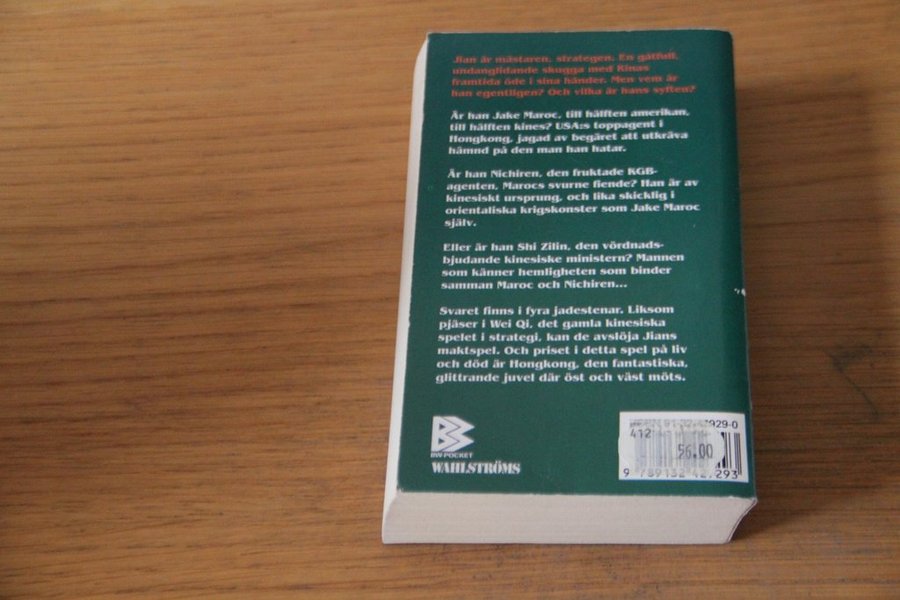 Jian är mästaren, strategen. En gåtfull,
undanglidande skugga med Kinas
framtida öde i sina händer. Men vem är
han egentligen? Och vilka är hans syften?
Är han Jake Maroc, till hälften amerikan,
till hälften kines? USA:s toppagent i
Hongkong, jagad av begäret att utkräva
hämnd på den man han hatar.
Är han Nichiren, den fruktade KGB-
agenten, Marocs svurne fiende? Han är av
kinesiskt ursprung, och lika skicklig i
orientaliska krigskonster som Jake Maroc
själv.
Eller är han Shi Zilin, den vördnads-
bjudande kinesiske ministern? Mannen
som känner hemligheten som binder
samman Maroc och Nichiren...
Svaret finns i fyra jadestenar. Liksom
pjäser i Wei Qi, det gamla kinesiska
spelet i strategi, kan de avslöja Jians
maktspel. Och priset i detta spel på liv
och död är Hongkong, den fantastiska,
glittrande juvel där öst och väst möts.
BW-POCKET
WAHLSTRÖMS
412
56.00
9 789132